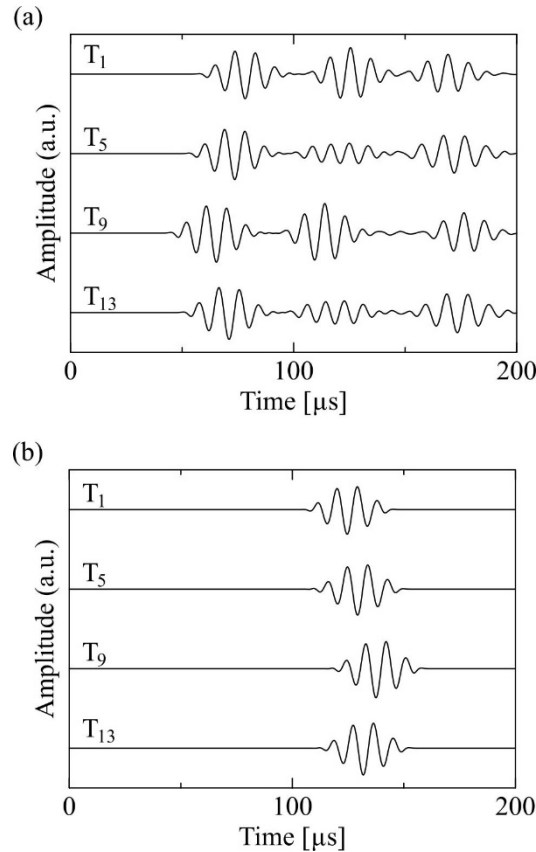 (a)
Amplitude (a.u.)
T1
T5
T9
T13
0 100 200
Time [µs]
(b)
Amplitude (a.u.)
T1
T5
T9
T13
0 100 200
Time [µs]